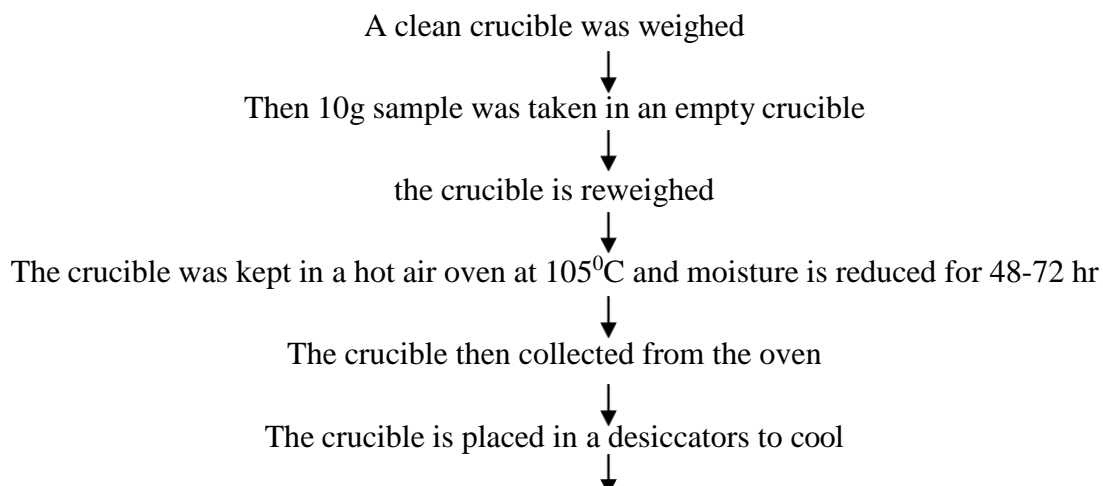 A clean crucible was weighed
Then 10g sample was taken in an empty crucible
the crucible is reweighed
The crucible was kept in a hot air oven at 105⁰C and moisture is reduced for 48-72 hr
The crucible then collected from the oven
The crucible is placed in a desiccators to cool